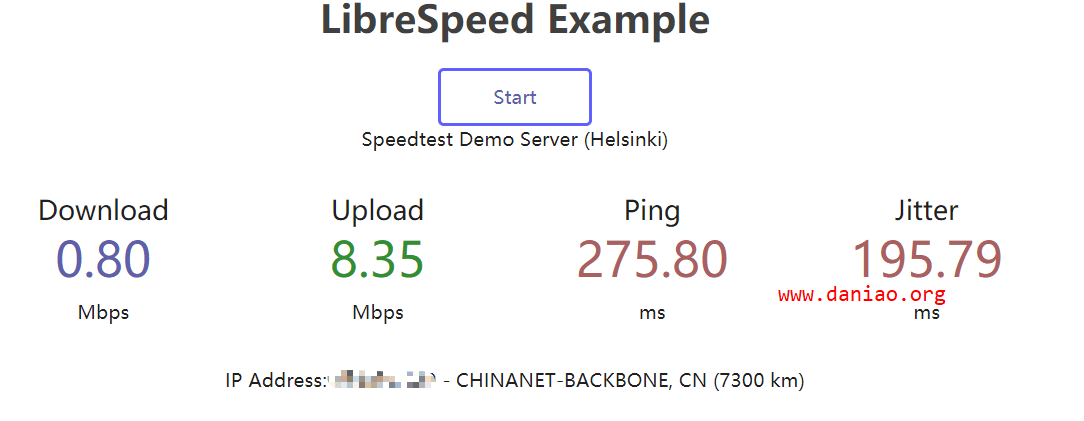 LibreSpeed Example
Start
Speedtest Demo Server (Helsinki)
Download Upload Ping Jitter
0.80 8.35 275.80 195.79
www.daniao.org
Mbps Mbps ms ms
IP Address: - CHINANET-BACKBONE, CN (7300 km)